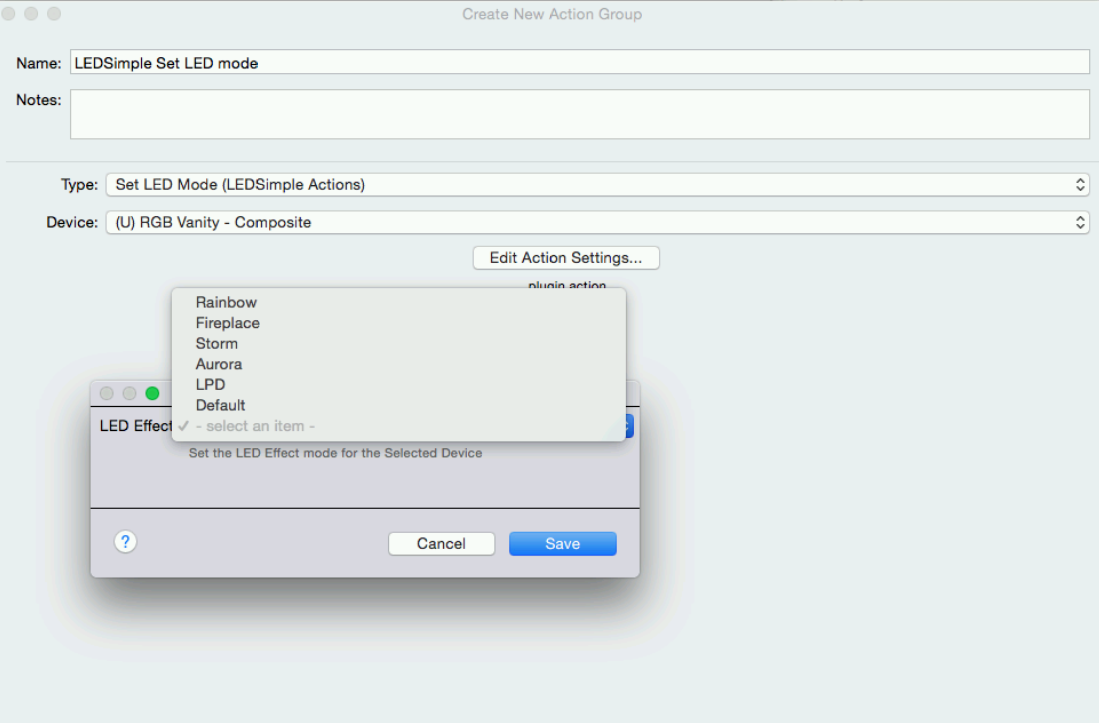 Create New Action Group
Name: LEDSimple Set LED mode
Notes:
Type: Set LED Mode (LEDSimple Actions)
Device: (U) RGB Vanity - Composite
Edit Action Settings...
plugin action
Rainbow
Fireplace
Storm
Aurora
LPD
Default
LED Effect ✓ - select an item -
Set the LED Effect mode for the Selected Device
? Cancel Save